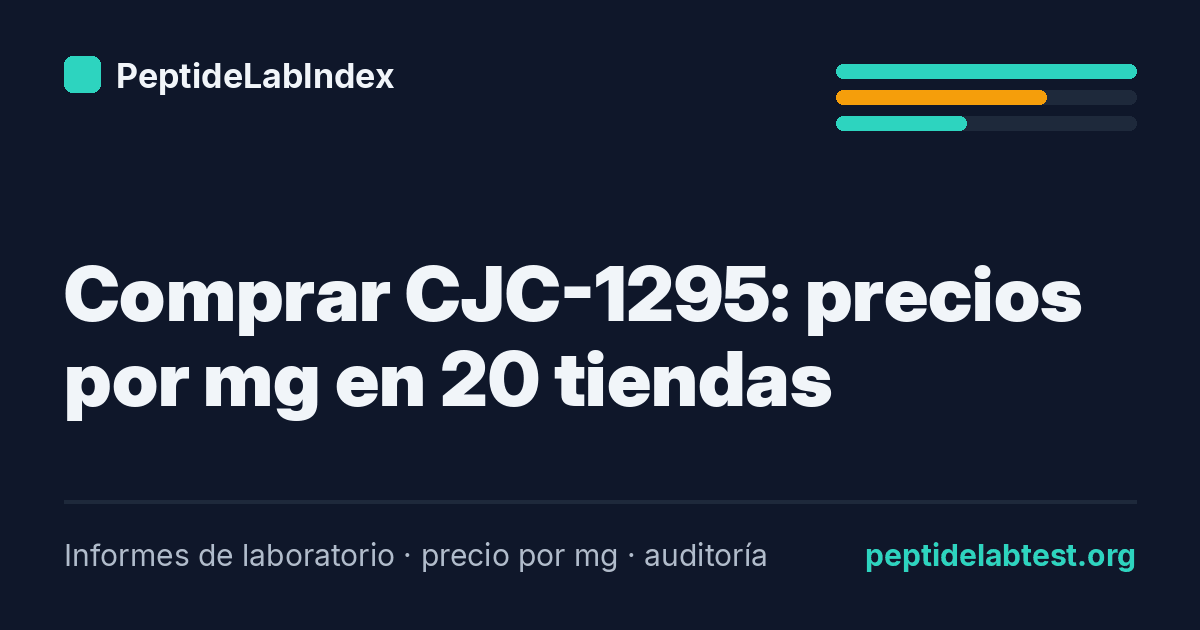 PeptideLabIndex
Comprar CJC-1295: precios
por mg en 20 tiendas
Informes de laboratorio · precio por mg · auditoría
peptidelabtest.org